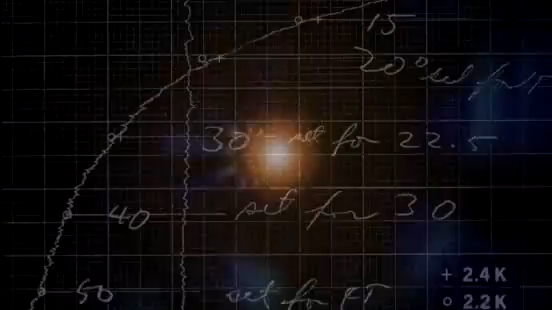 15
20° set for
30° - set for 22.5
40 - set for 30
50 set for
+ 2.4K
o 2.2K